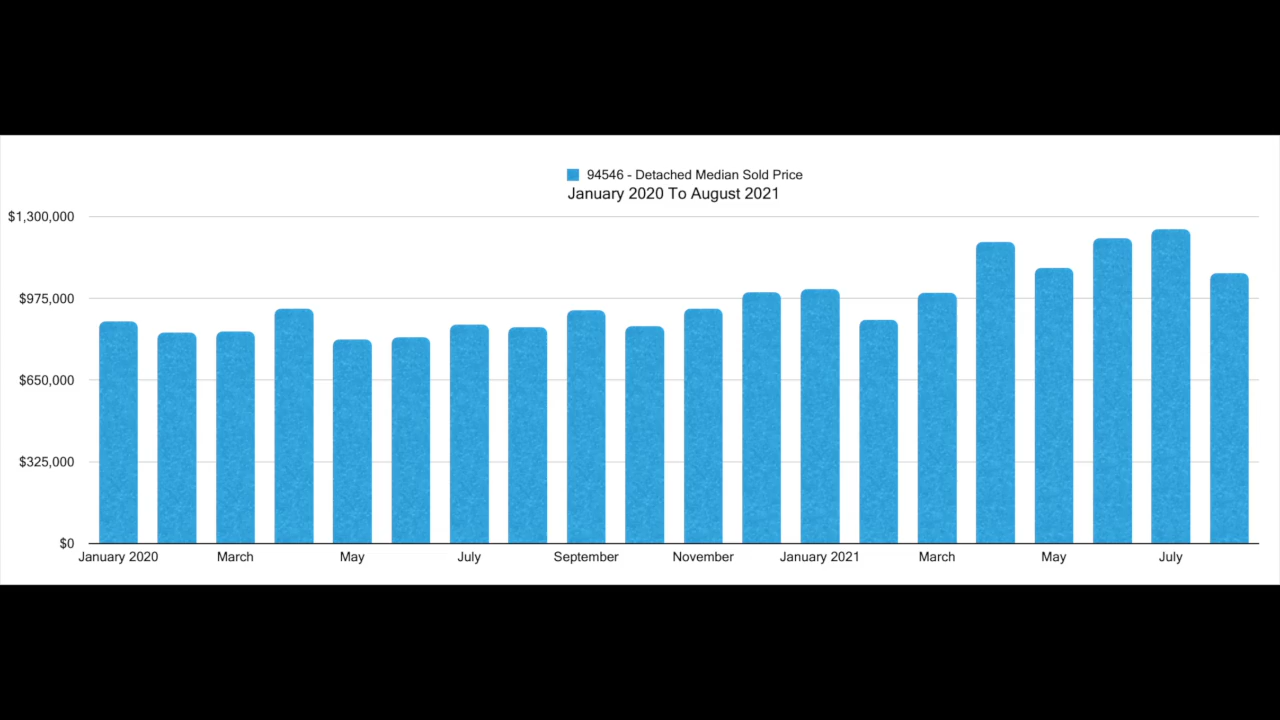 94546 - Detached Median Sold Price
January 2020 To August 2021
$1,300,000
$975,000
$650,000
$325,000
$0
January 2020 March May July September November January 2021 March May July